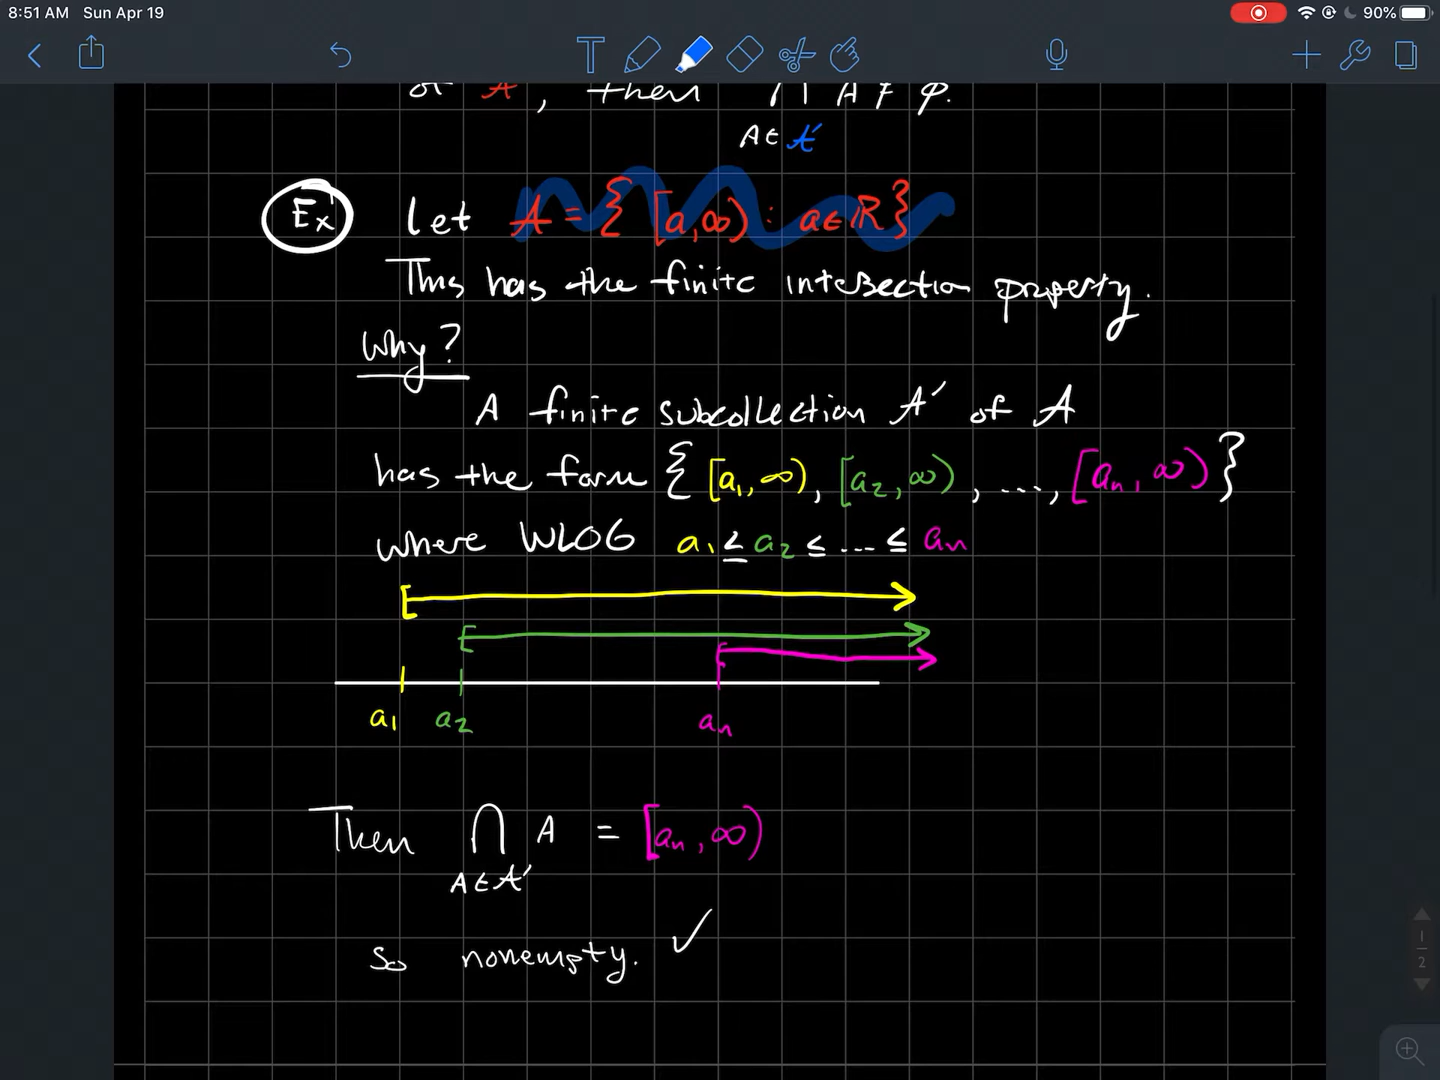 8:51 AM Sun Apr 19 90%
T
of 𝒜, then ⋂ A ≠ ∅.
A ∈ 𝒜'
Ex Let 𝒜 = { [a, ∞) : a ∈ ℝ }
This has the finite intersection property.
Why?
A finite subcollection 𝒜' of 𝒜
has the form { [a₁, ∞), [a₂, ∞), ..., [aₙ, ∞) }
where WLOG a₁ ≤ a₂ ≤ ... ≤ aₙ
a₁ a₂ aₙ
Then ⋂ A = [aₙ, ∞)
A ∈ 𝒜'
so nonempty. ✓
1
2